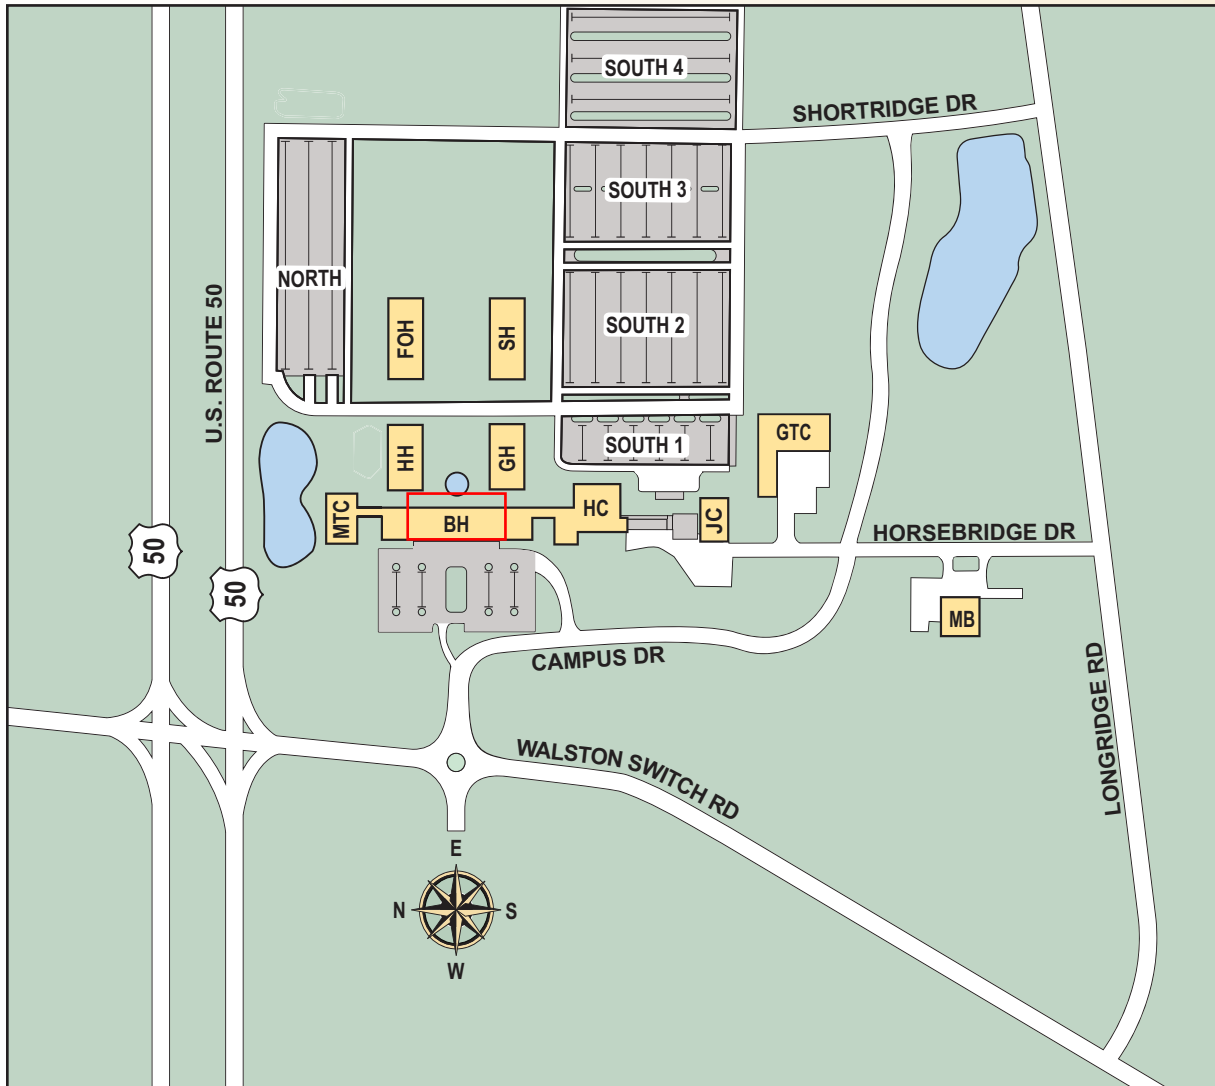 SOUTH 4
SHORTRIDGE DR
SOUTH 3
NORTH
U.S. ROUTE 50
FOH
SH
SOUTH 2
HH
GH
SOUTH 1
GTC
MTC
BH
HC
JC
HORSEBRIDGE DR
50
50
MB
CAMPUS DR
LONGRIDGE RD
WALSTON SWITCH RD
E
N
S
W